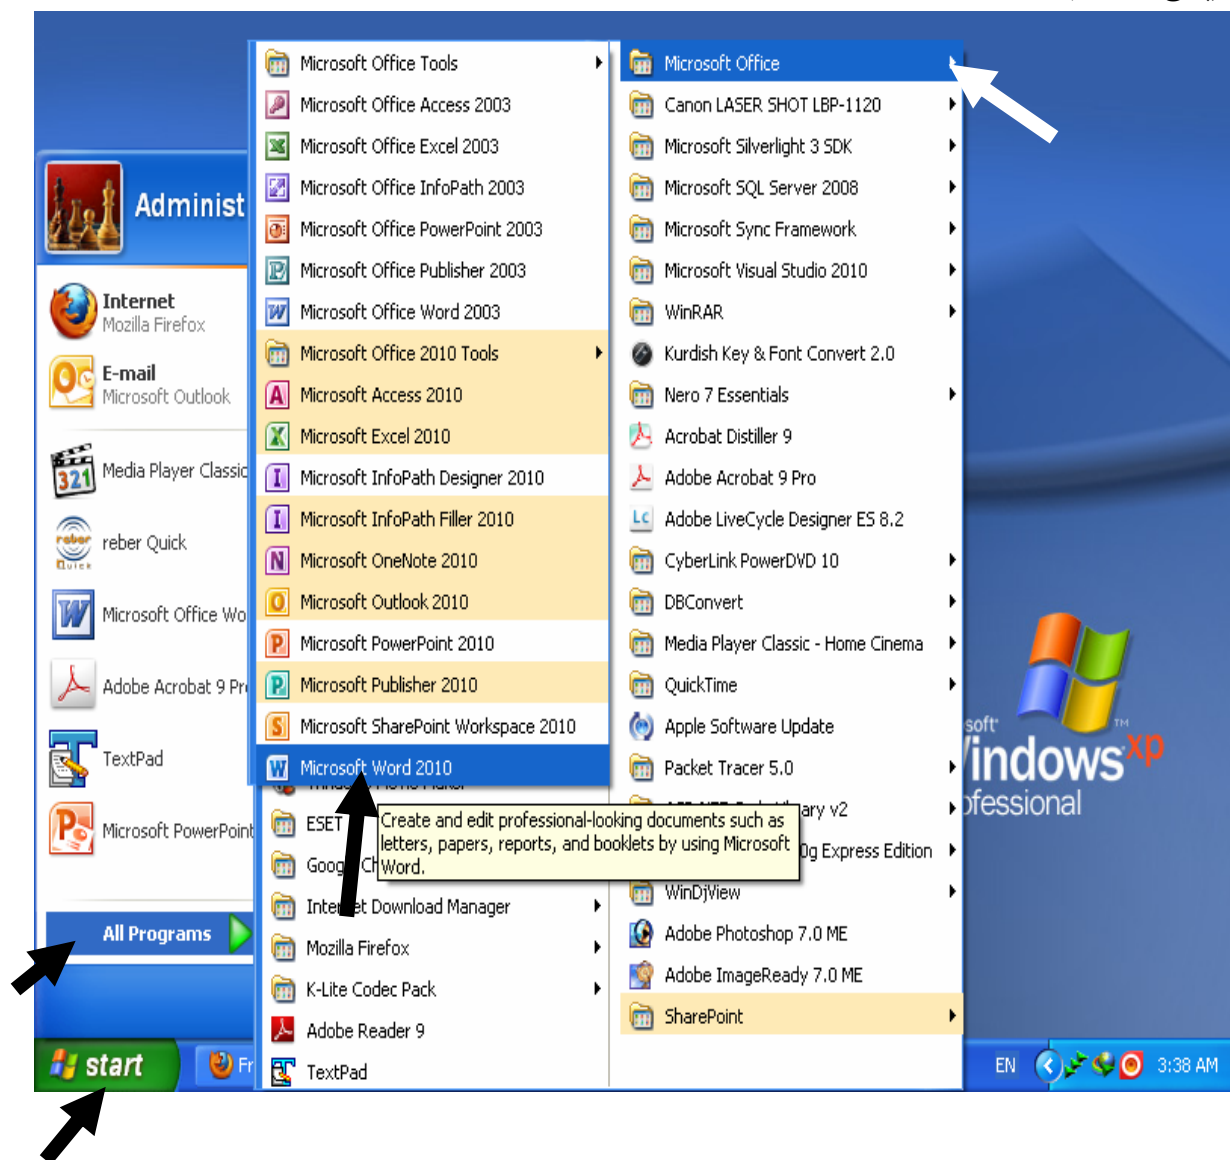 Administ
Internet
Mozilla Firefox
E-mail
Microsoft Outlook
Media Player Classic
reber Quick
Microsoft Office Wo
Adobe Acrobat 9 Pr
TextPad
Microsoft PowerPoint
All Programs
start
Fr
Microsoft Office Tools
Microsoft Office Access 2003
Microsoft Office Excel 2003
Microsoft Office InfoPath 2003
Microsoft Office PowerPoint 2003
Microsoft Office Publisher 2003
Microsoft Office Word 2003
Microsoft Office 2010 Tools
Microsoft Access 2010
Microsoft Excel 2010
Microsoft InfoPath Designer 2010
Microsoft InfoPath Filler 2010
Microsoft OneNote 2010
Microsoft Outlook 2010
Microsoft PowerPoint 2010
Microsoft Publisher 2010
Microsoft SharePoint Workspace 2010
Microsoft Word 2010
Create and edit professional-looking documents such as
letters, papers, reports, and booklets by using Microsoft
Word.
ESET
Internet Download Manager
Mozilla Firefox
K-Lite Codec Pack
Adobe Reader 9
TextPad
Microsoft Office
Canon LASER SHOT LBP-1120
Microsoft Silverlight 3 SDK
Microsoft SQL Server 2008
Microsoft Sync Framework
Microsoft Visual Studio 2010
WinRAR
Kurdish Key & Font Convert 2.0
Nero 7 Essentials
Acrobat Distiller 9
Adobe Acrobat 9 Pro
Adobe LiveCycle Designer ES 8.2
CyberLink PowerDVD 10
DBConvert
Media Player Classic - Home Cinema
QuickTime
Apple Software Update
Packet Tracer 5.0
ary v2
0g Express Edition
WinDjView
Adobe Photoshop 7.0 ME
Adobe ImageReady 7.0 ME
SharePoint
soft
indows xp
ofessional
EN
3:38 AM